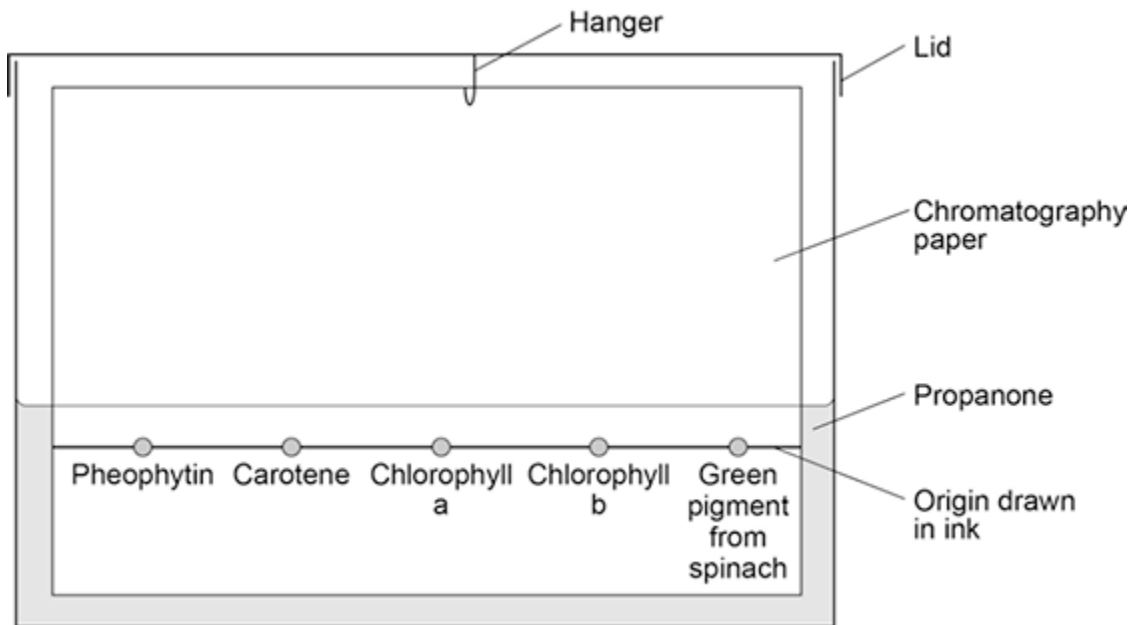 Hanger
Lid
Chromatography
paper
Propanone
Pheophytin
Carotene
Chlorophyll
a
Chlorophyll
b
Green
pigment
from
spinach
Origin drawn
in ink